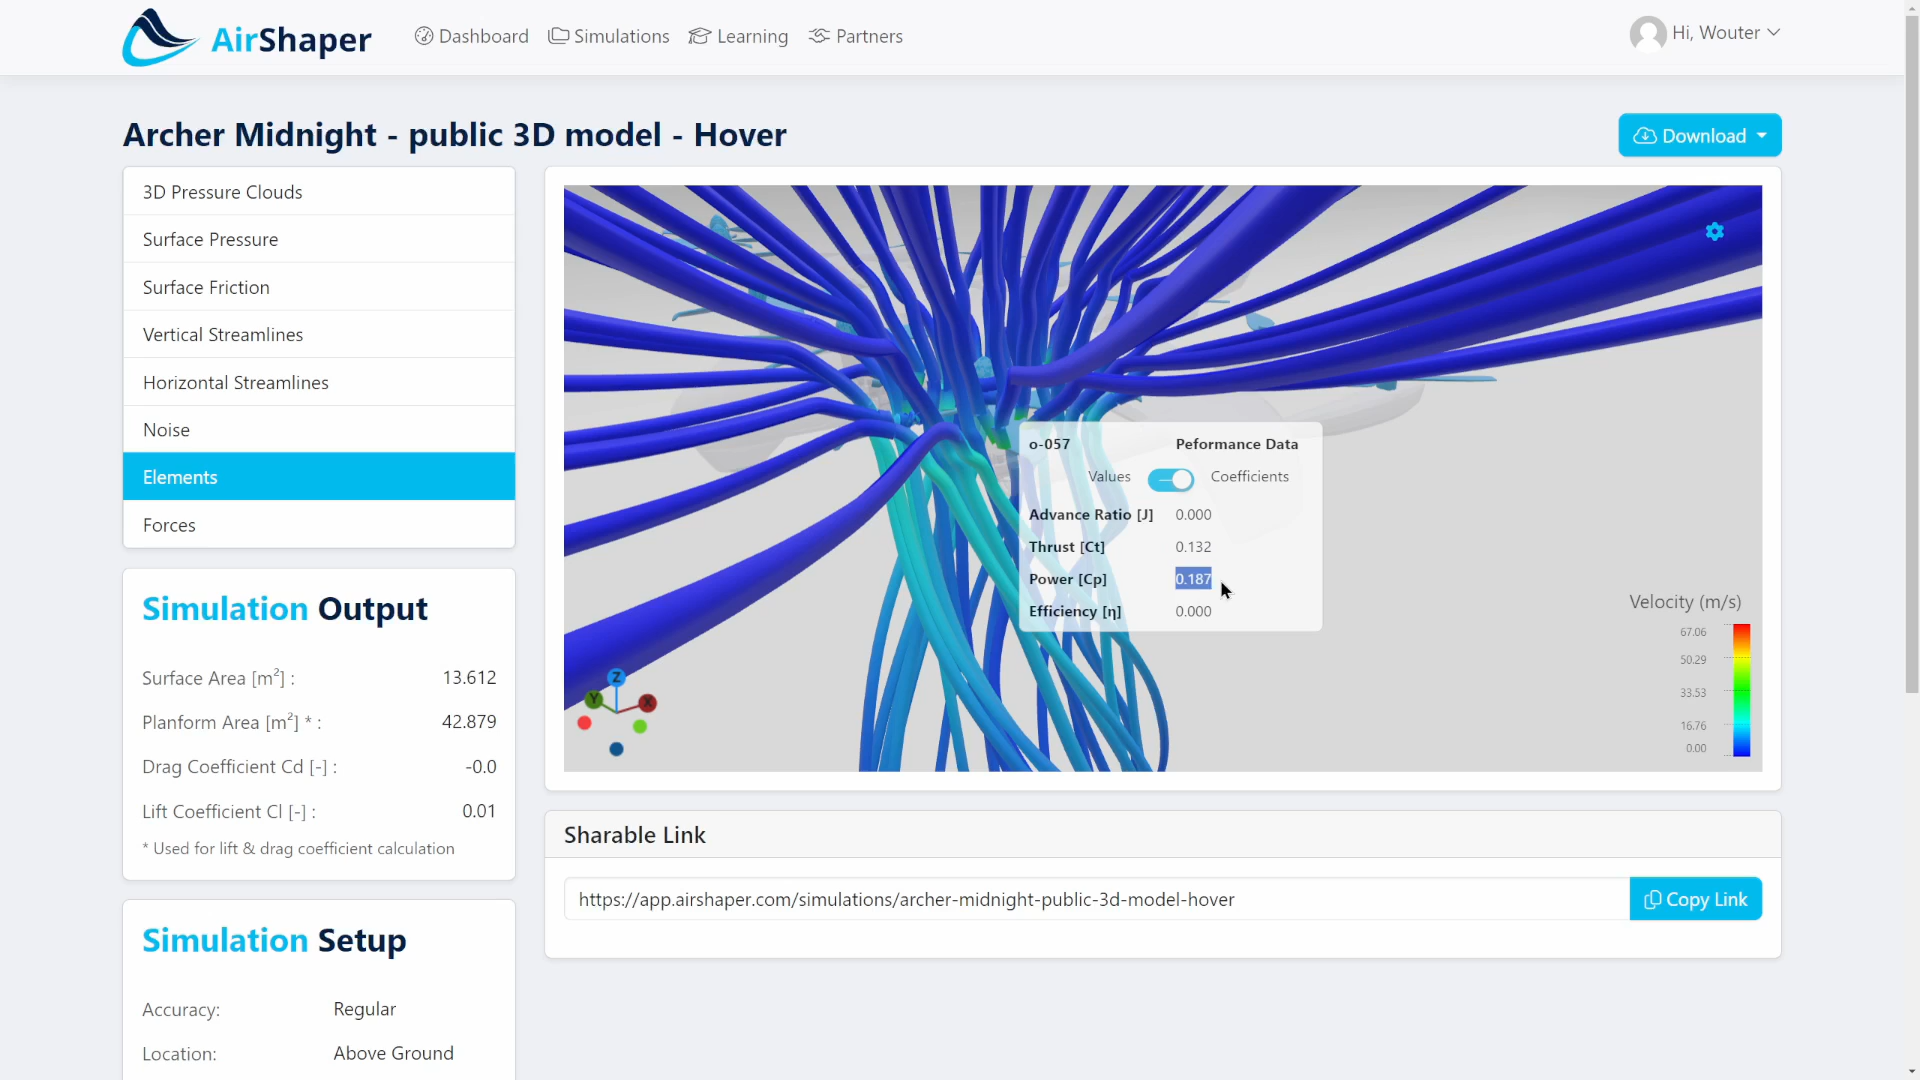 AirShaper
Dashboard
Simulations
Learning
Partners
Hi, Wouter
Archer Midnight - public 3D model - Hover
Download
3D Pressure Clouds
Surface Pressure
Surface Friction
Vertical Streamlines
Horizontal Streamlines
Noise
Elements
Forces
o-057 Peformance Data
Values Coefficients
Advance Ratio [J] 0.000
Thrust [Ct] 0.132
Power [Cp] 0.187
Efficiency [η] 0.000
Velocity (m/s)
67.06
50.29
33.53
16.76
0.00
Z
Y
X
Simulation Output
Surface Area [m²] : 13.612
Planform Area [m²] * : 42.879
Drag Coefficient Cd [-] : -0.0
Lift Coefficient Cl [-] : 0.01
* Used for lift & drag coefficient calculation
Sharable Link
https://app.airshaper.com/simulations/archer-midnight-public-3d-model-hover
Copy Link
Simulation Setup
Accuracy: Regular
Location: Above Ground